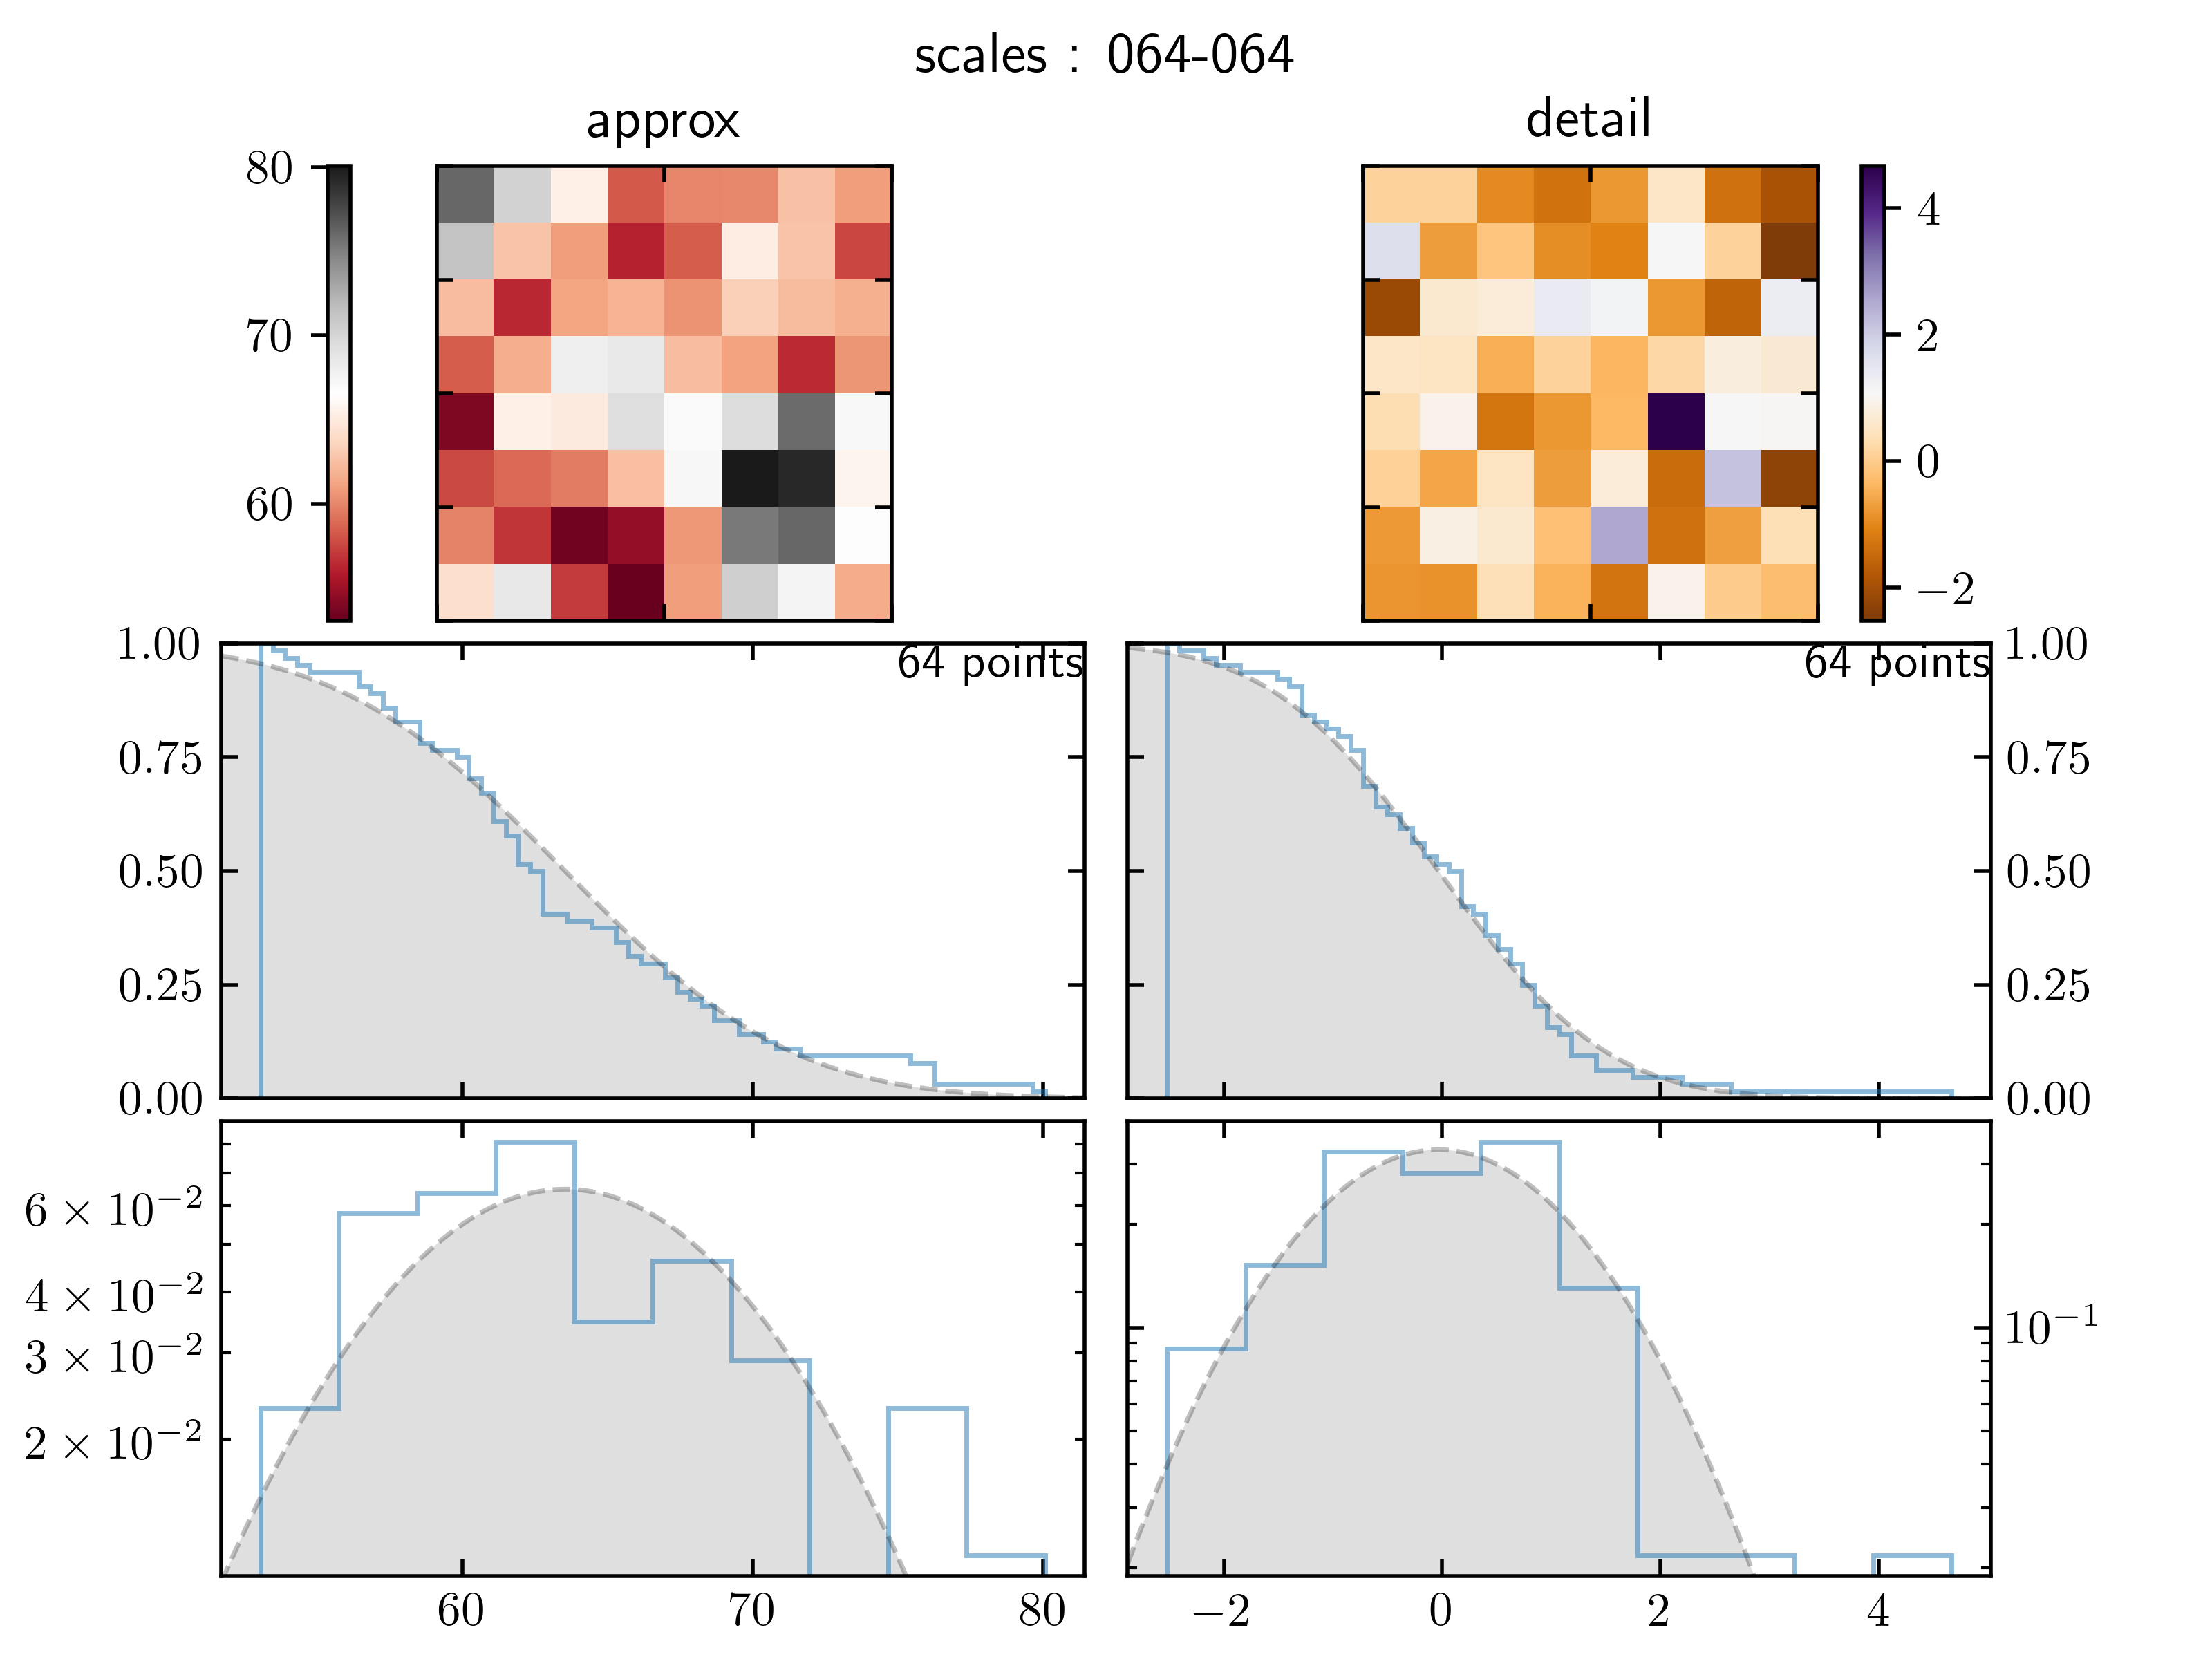 scales : 064-064
approx
detail
80
70
60
4
2
0
−2
1.00
0.75
0.50
0.25
0.00
64 points
64 points
1.00
0.75
0.50
0.25
0.00
6 × 10⁻²
4 × 10⁻²
3 × 10⁻²
2 × 10⁻²
10⁻¹
60 70 80
−2 0 2 4